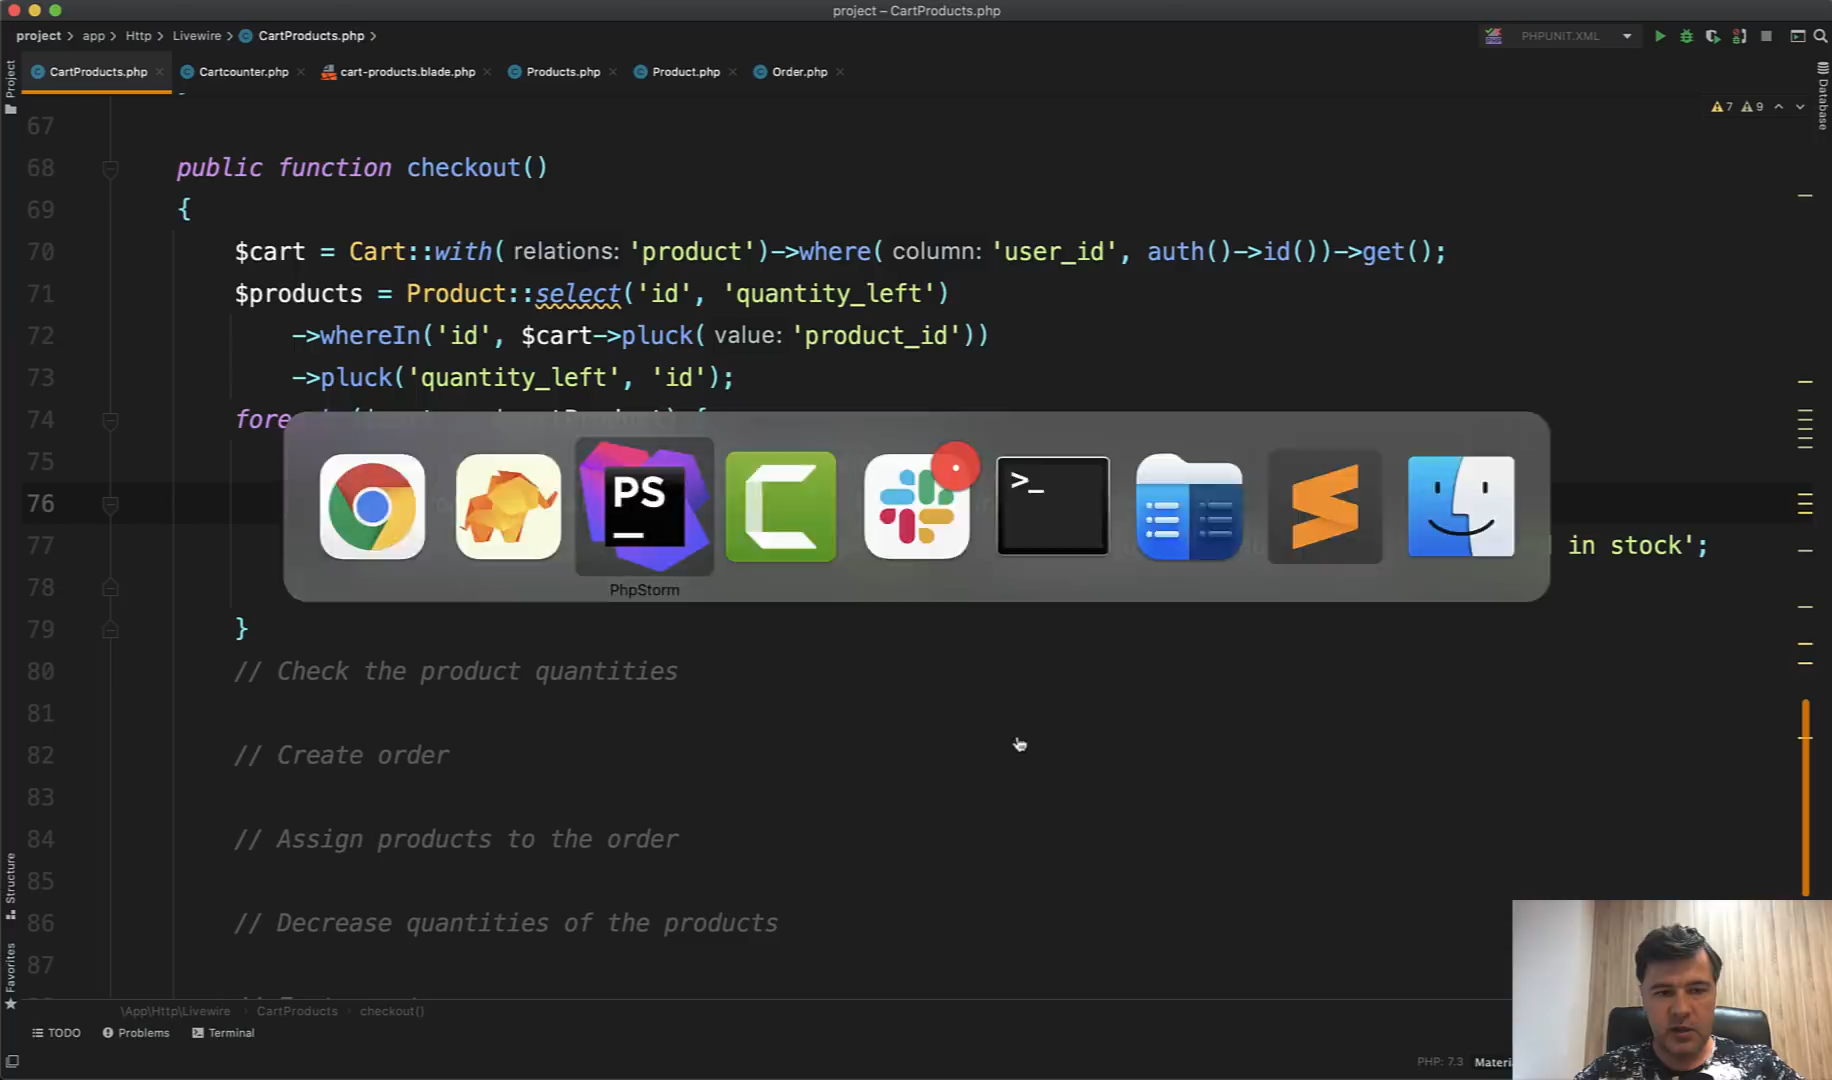 project – CartProducts.php
project > app > Http > Livewire > CartProducts.php >
PHPUNIT.XML
CartProducts.php
Cartcounter.php
cart-products.blade.php
Products.php
Product.php
Order.php
Project
Database
7 9
67
68 public function checkout()
69 {
70 $cart = Cart::with( relations: 'product')->where( column: 'user_id', auth()->id())->get();
71 $products = Product::select('id', 'quantity_left')
72 ->whereIn('id', $cart->pluck( value: 'product_id'))
73 ->pluck('quantity_left', 'id');
74 fore
75
76
77 in stock';
78
79 }
80 // Check the product quantities
81
82 // Create order
83
84 // Assign products to the order
85
86 // Decrease quantities of the products
87
PS
>_
PhpStorm
Structure
Favorites
\App\Http\Livewire > CartProducts > checkout()
TODO
Problems
Terminal
PHP: 7.3